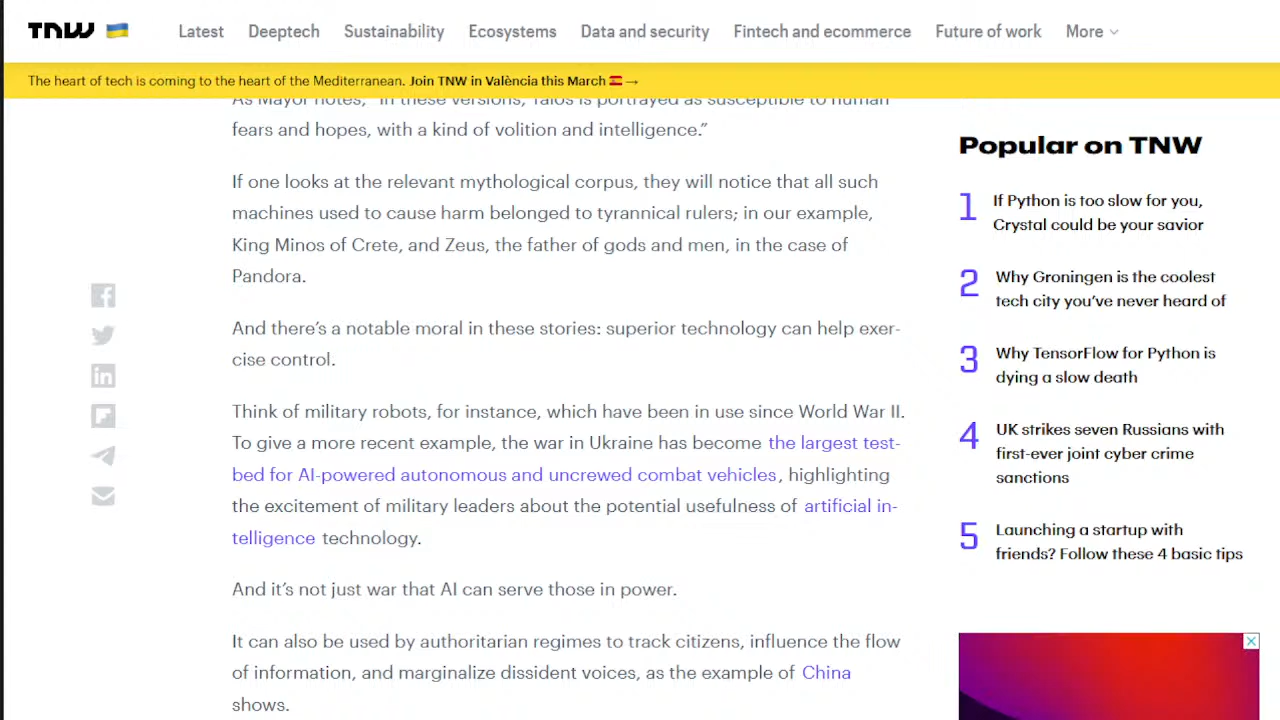 TNW
Latest
Deeptech
Sustainability
Ecosystems
Data and security
Fintech and ecommerce
Future of work
More
The heart of tech is coming to the heart of the Mediterranean. Join TNW in València this March →
As Mayor notes, “In these versions, Talos is portrayed as susceptible to human
fears and hopes, with a kind of volition and intelligence.”
If one looks at the relevant mythological corpus, they will notice that all such
machines used to cause harm belonged to tyrannical rulers; in our example,
King Minos of Crete, and Zeus, the father of gods and men, in the case of
Pandora.
And there’s a notable moral in these stories: superior technology can help exer-
cise control.
Think of military robots, for instance, which have been in use since World War II.
To give a more recent example, the war in Ukraine has become the largest test-
bed for AI-powered autonomous and uncrewed combat vehicles, highlighting
the excitement of military leaders about the potential usefulness of artificial in-
telligence technology.
And it’s not just war that AI can serve those in power.
It can also be used by authoritarian regimes to track citizens, influence the flow
of information, and marginalize dissident voices, as the example of China
shows.
Popular on TNW
1 If Python is too slow for you,
Crystal could be your savior
2 Why Groningen is the coolest
tech city you’ve never heard of
3 Why TensorFlow for Python is
dying a slow death
4 UK strikes seven Russians with
first-ever joint cyber crime
sanctions
5 Launching a startup with
friends? Follow these 4 basic tips